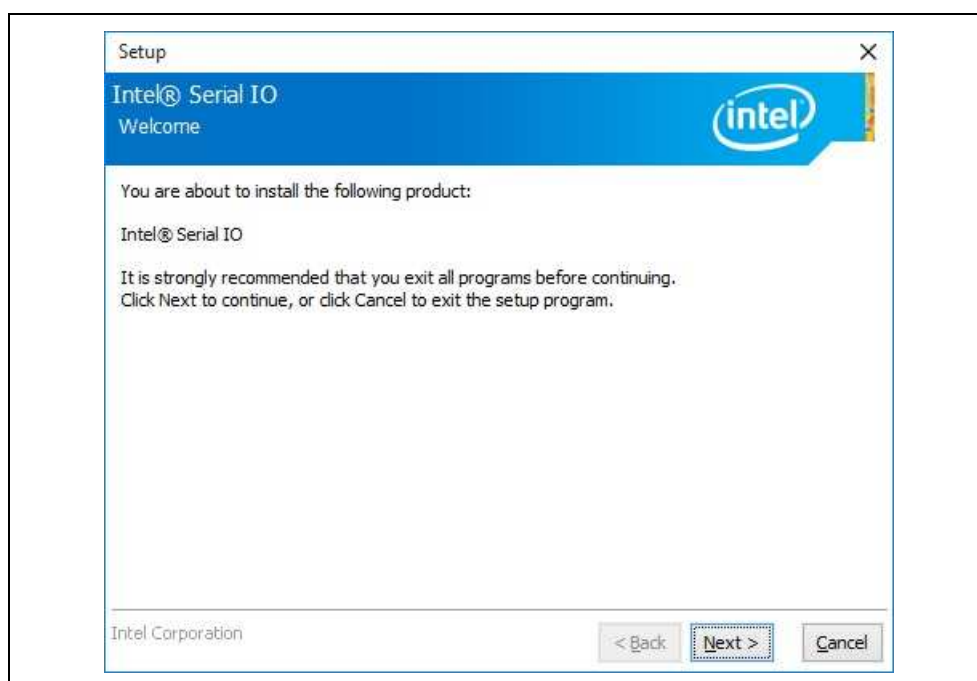 Setup
Intel® Serial IO
Welcome
intel
You are about to install the following product:
Intel® Serial IO
It is strongly recommended that you exit all programs before continuing.
Click Next to continue, or click Cancel to exit the setup program.
Intel Corporation
< Back Next > Cancel